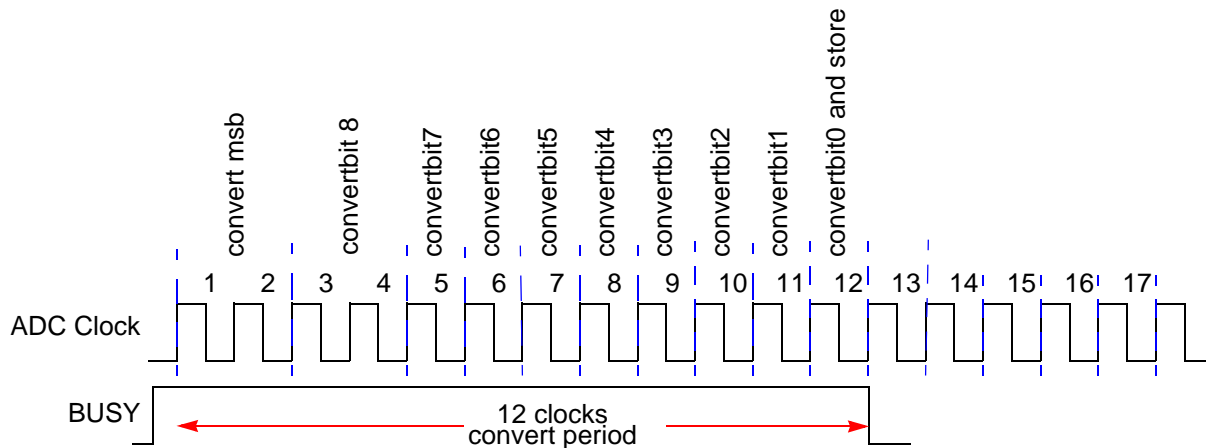 convert msb
convertbit 8
convertbit7
convertbit6
convertbit5
convertbit4
convertbit3
convertbit2
convertbit1
convertbit0 and store
1 2 3 4 5 6 7 8 9 10 11 12 13 14 15 16 17
ADC Clock
BUSY
12 clocks
convert period